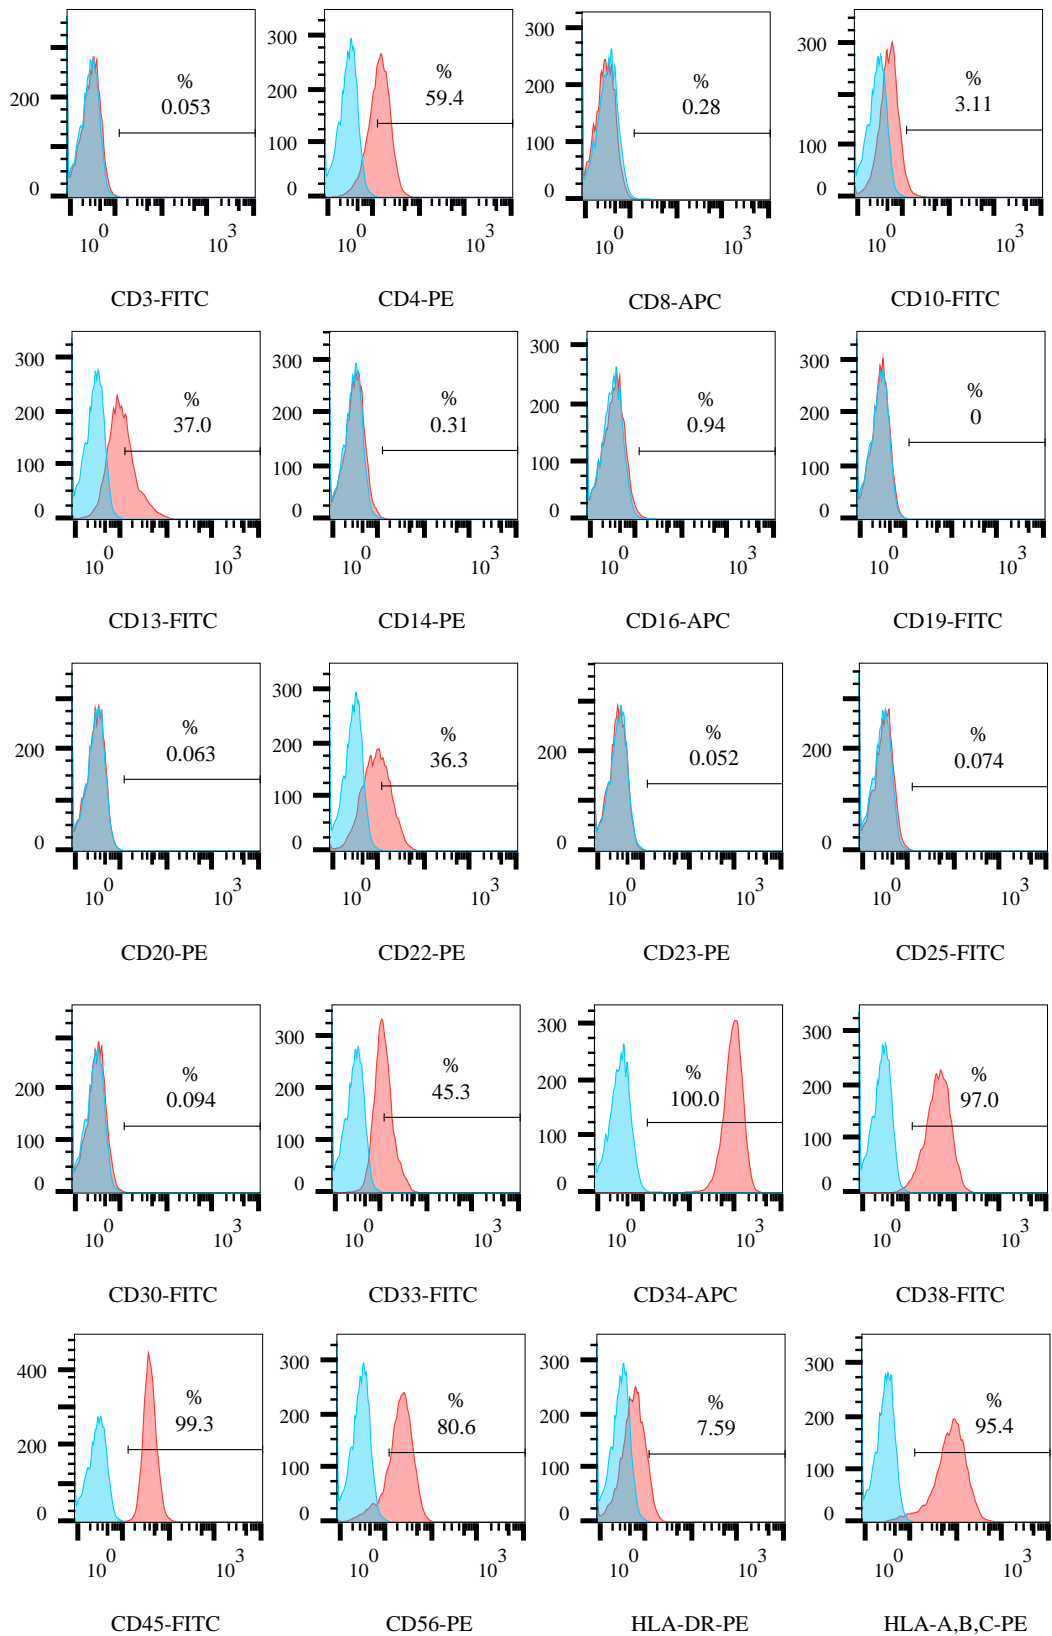 % 0.053
200
0
10 0 10 3
CD3-FITC
% 59.4
300
200
100
0
10 0 10 3
CD4-PE
% 0.28
300
200
100
0
10 0 10 3
CD8-APC
% 3.11
300
200
100
0
10 0 10 3
CD10-FITC
% 37.0
300
200
100
0
10 0 10 3
CD13-FITC
% 0.31
300
200
100
0
10 0 10 3
CD14-PE
% 0.94
300
200
100
0
10 0 10 3
CD16-APC
% 0
300
200
100
0
10 0 10 3
CD19-FITC
% 0.063
200
0
10 0 10 3
CD20-PE
% 36.3
300
200
100
0
10 0 10 3
CD22-PE
% 0.052
200
0
10 0 10 3
CD23-PE
% 0.074
200
0
10 0 10 3
CD25-FITC
% 0.094
200
100
0
10 0 10 3
CD30-FITC
% 45.3
300
200
100
0
10 0 10 3
CD33-FITC
% 100.0
300
200
100
0
10 0 10 3
CD34-APC
% 97.0
300
200
100
0
10 0 10 3
CD38-FITC
% 99.3
400
200
0
10 0 10 3
CD45-FITC
% 80.6
300
200
100
0
10 0 10 3
CD56-PE
% 7.59
300
200
100
0
10 0 10 3
HLA-DR-PE
% 95.4
300
200
100
0
10 0 10 3
HLA-A,B,C-PE